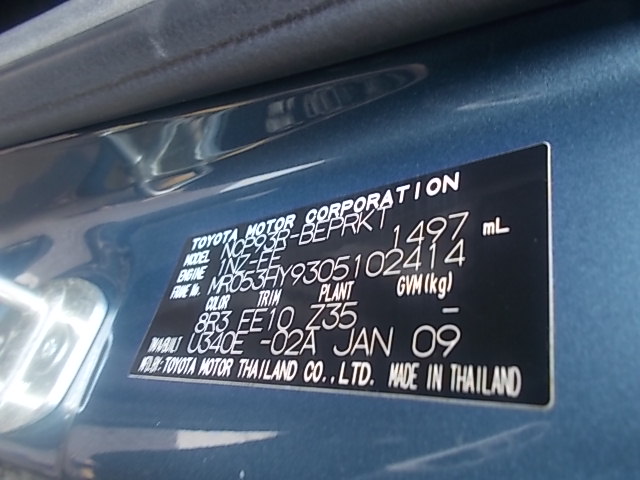 TOYOTA MOTOR CORPORATION
MODEL NCP93R-BEPRKT
ENGINE 1NZ-FE 1497 mL
FRAME No. MR053HY9305102414
COLOR TRIM PLANT GVM(kg)
8R3 FE10 Z35 –
T/M A-BUILT U340E -02A JAN 09
MFD.BY: TOYOTA MOTOR THAILAND CO., LTD. MADE IN THAILAND